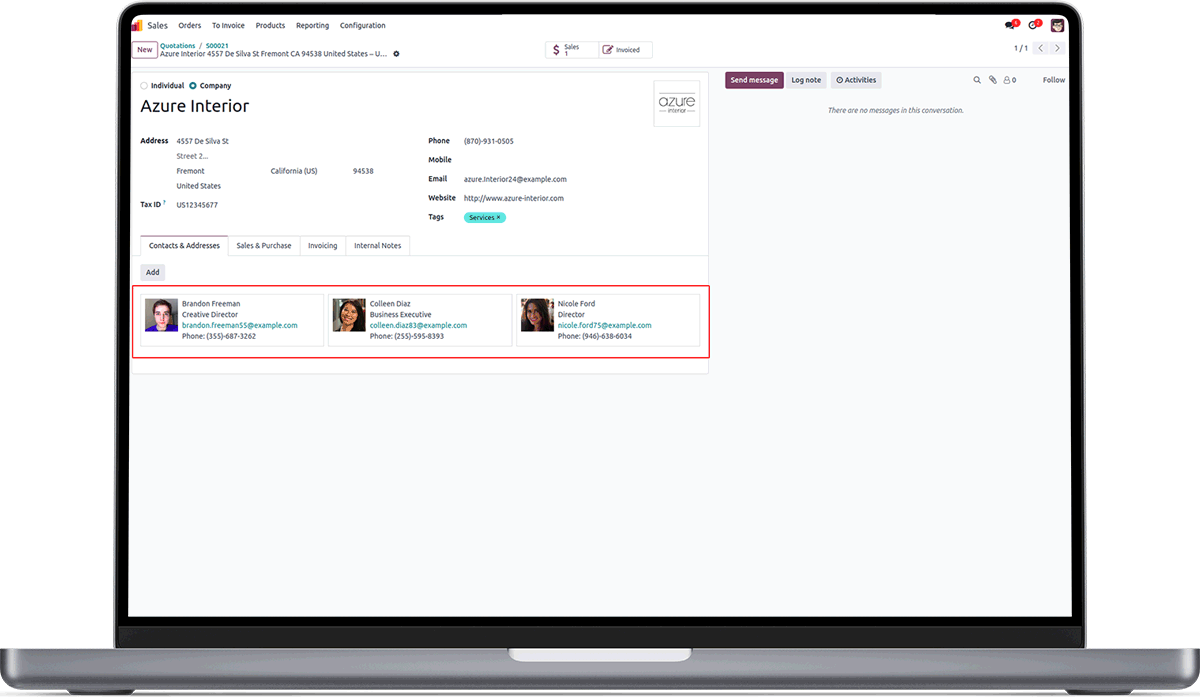 Sales Orders To Invoice Products Reporting Configuration
6 2
New
Quotations / S00021
Azure Interior 4557 De Silva St Fremont CA 94538 United States – U...
Sales
1
Invoiced
1 / 1
Individual Company
Azure Interior
azure
interior
Address 4557 De Silva St
Street 2...
Fremont California (US) 94538
United States
Tax ID ? US12345677
Phone (870)-931-0505
Mobile
Email azure.Interior24@example.com
Website http://www.azure-interior.com
Tags Services ×
Contacts & Addresses Sales & Purchase Invoicing Internal Notes
Add
Brandon Freeman
Creative Director
brandon.freeman55@example.com
Phone: (355)-687-3262
Colleen Diaz
Business Executive
colleen.diaz83@example.com
Phone: (255)-595-8393
Nicole Ford
Director
nicole.ford75@example.com
Phone: (946)-638-6034
Send message Log note Activities 0 Follow
There are no messages in this conversation.